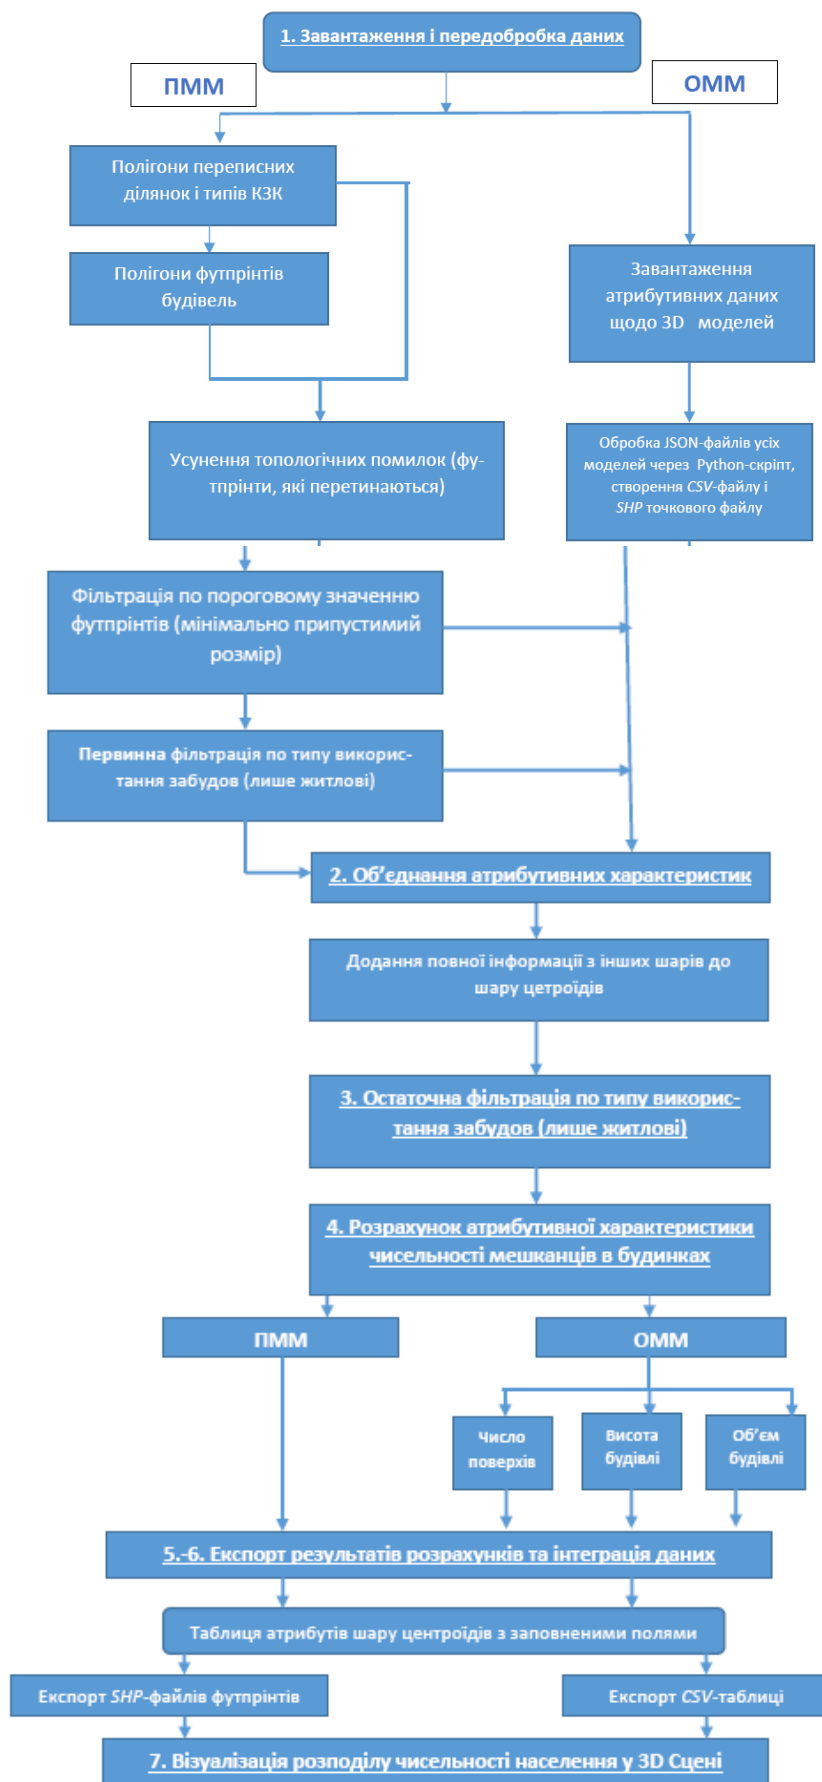 1. Завантаження і передобробка даних
ПММ
ОММ
Полігони переписних
ділянок і типів КЗК
Полігони футпрінтів
будівель
Завантаження
атрибутивних даних
щодо 3D моделей
Усунення топологічних помилок (фу-
тпрінти, які перетинаються)
Обробка JSON-файлів усіх
моделей через Python-скріпт,
створення CSV-файлу і
SHP точкового файлу
Фільтрація по пороговому значенню
футпрінтів (мінімально припустимий
розмір)
Первинна фільтрація по типу викорис-
тання забудов (лише житлові)
2. Об’єднання атрибутивних характеристик
Додання повної інформації з інших шарів до
шару цетроїдів
3. Остаточна фільтрація по типу викорис-
тання забудов (лише житлові)
4. Розрахунок атрибутивної характеристики
чисельності мешканців в будинках
ПММ
ОММ
Число
поверхів
Висота
будівлі
Об’єм
будівлі
5.-6. Експорт результатів розрахунків та інтеграція даних
Таблиця атрибутів шару центроїдів з заповненими полями
Експорт SHP-файлів футпрінтів
Експорт CSV-таблиці
7. Візуалізація розподілу чисельності населення у 3D Сцені